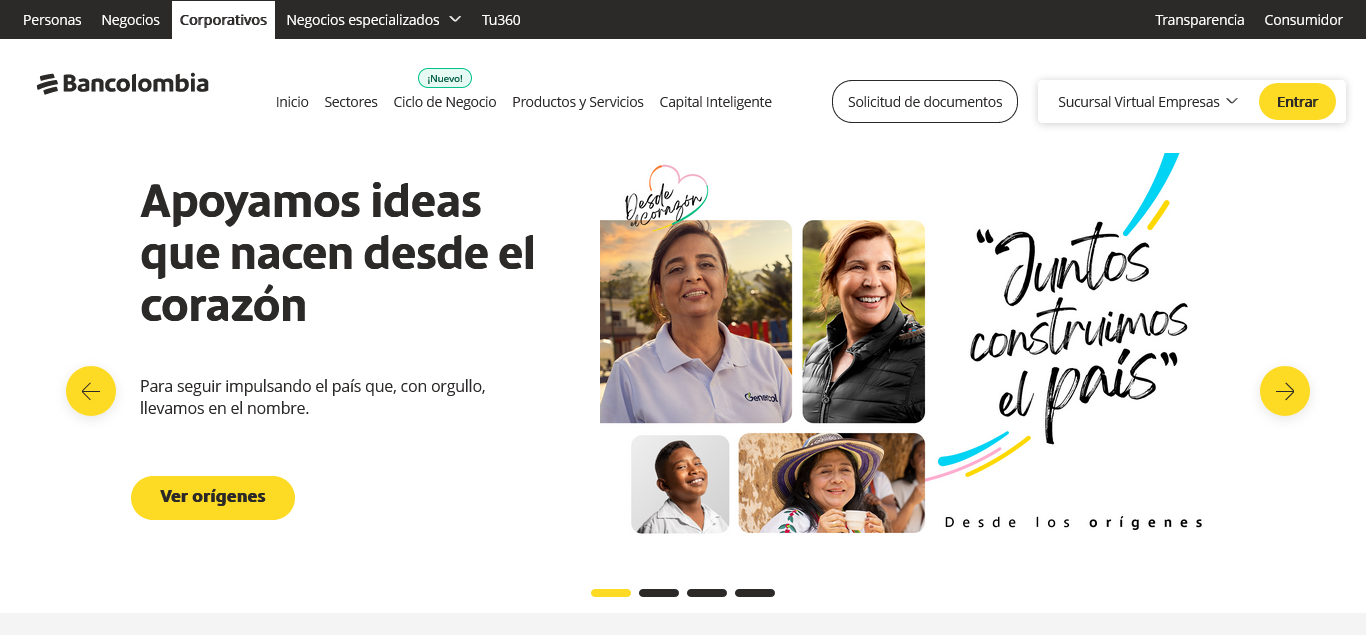 Personas Negocios Corporativos Negocios especializados Tu360 Transparencia Consumidor
Bancolombia
¡Nuevo!
Inicio Sectores Ciclo de Negocio Productos y Servicios Capital Inteligente
Solicitud de documentos
Sucursal Virtual Empresas
Entrar
Apoyamos ideas
que nacen desde el
corazón
Para seguir impulsando el país que, con orgullo,
llevamos en el nombre.
Ver orígenes
Desde
el corazón
Genecol
“Juntos
construimos
el país”
Desde los orígenes